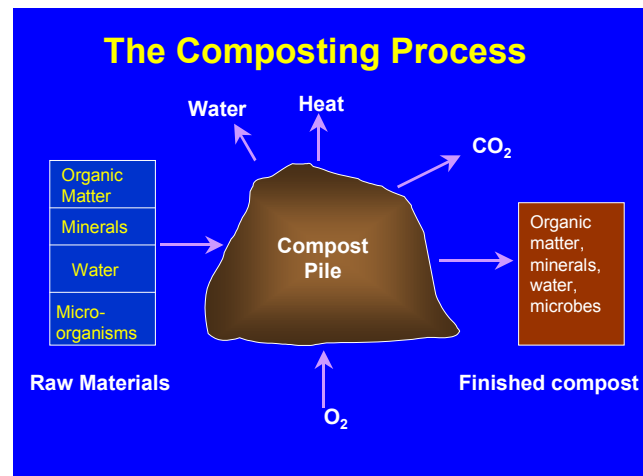 The Composting Process
Water
Heat
CO₂
Organic
Matter
Minerals
Water
Micro-
organisms
Raw Materials
Compost
Pile
O₂
Organic
matter,
minerals,
water,
microbes
Finished compost